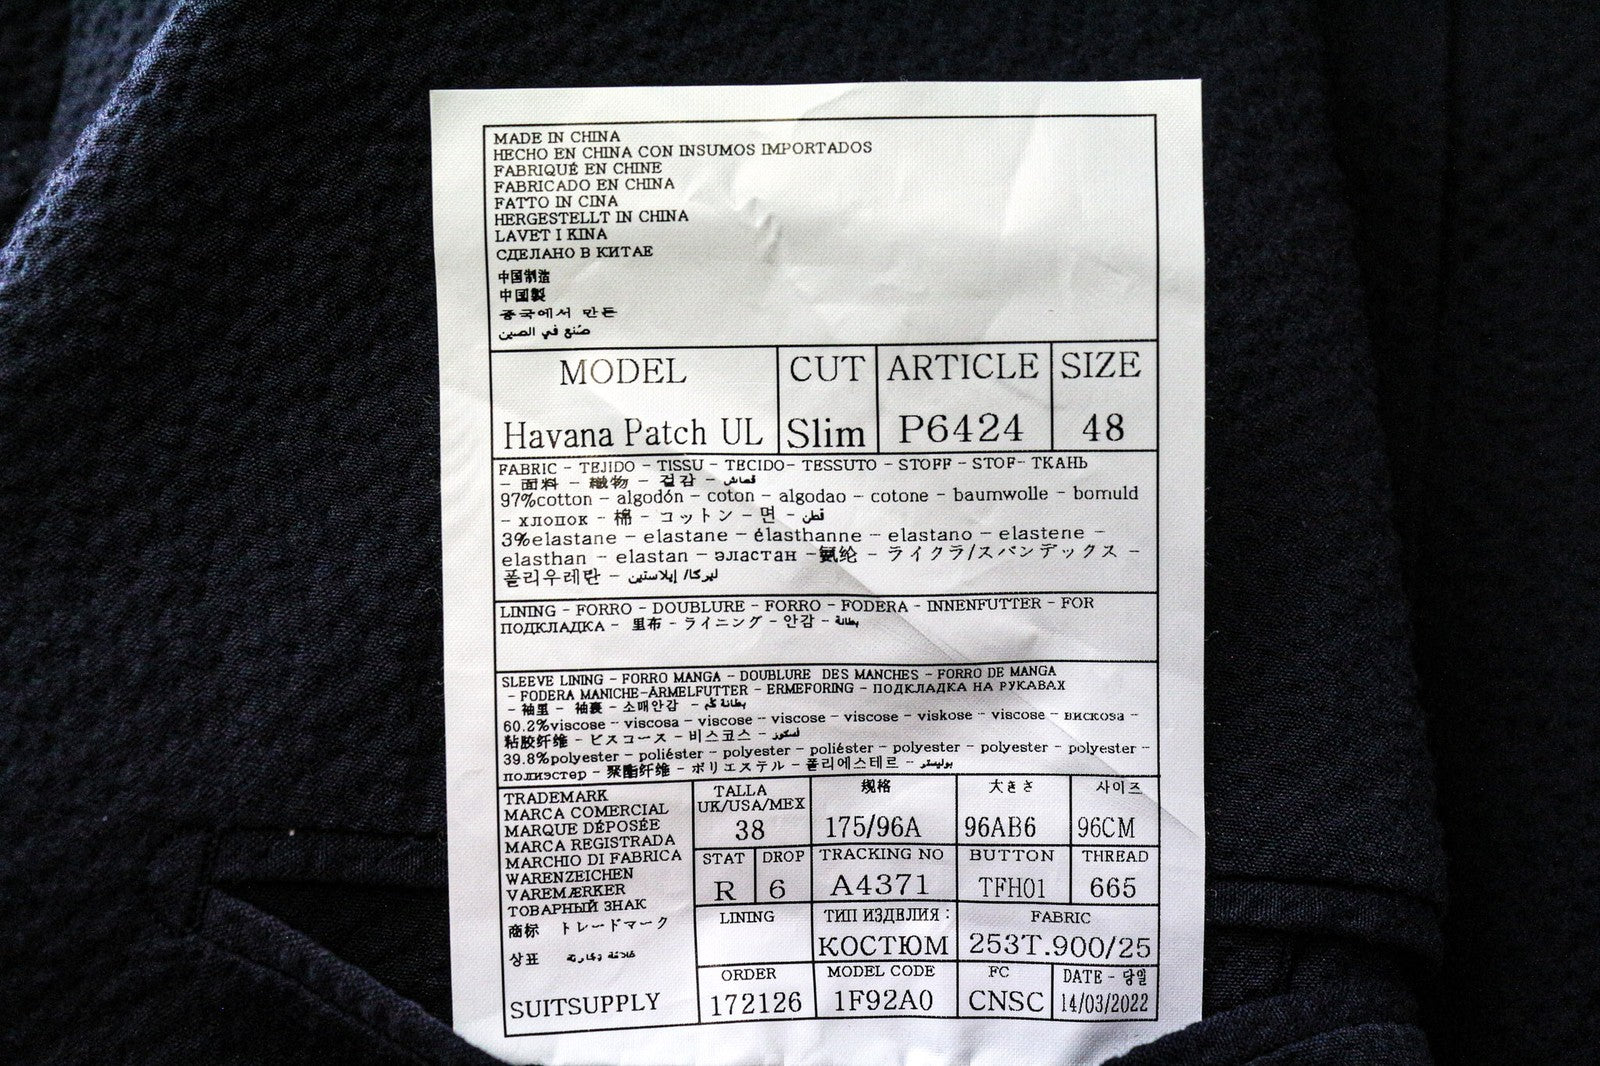 MADE IN CHINA
HECHO EN CHINA CON INSUMOS IMPORTADOS
FABRIQUÉ EN CHINE
FABRICADO EN CHINA
FATTO IN CINA
HERGESTELLT IN CHINA
LAVET I KINA
СДЕЛАНО В КИТАЕ
中国制造
中国製
중국에서 만든
صنع في الصين
MODEL CUT ARTICLE SIZE
Havana Patch UL Slim P6424 48
FABRIC - TEJIDO - TISSU - TECIDO- TESSUTO - STOFF - STOF- ТКАНЬ
- 面料 - 織物 - 겉감 - قماش
97%cotton - algodón - coton - algodao - cotone - baumwolle - bomuld
- хлопок - 棉 - コットン - 면 - قطن
3%elastane - elastane - élasthanne - elastano - elastene -
elasthan - elastan - эластан -氨纶 - ライクラ/スパンデックス -
폴리우레탄 - ليركا/ إيلاستين
LINING - FORRO - DOUBLURE - FORRO - FODERA - INNENFUTTER - FOR
ПОДКЛАДКА - 里布 - ライニング - 안감 - بطانة
SLEEVE LINING - FORRO MANGA - DOUBLURE DES MANCHES - FORRO DE MANGA
- FODERA MANICHE-ÄRMELFUTTER - ERMEFORING - ПОДКЛАДКА НА РУКАВАХ
- 袖里 - 袖裏 - 소매안감 - بطانة كم
60.2%viscose - viscosa - viscose - viscose - viscose - viskose - viscose - вискоза -
粘胶纤维 - ビスコース - 비스코스 -
39.8%polyester - poliéster - polyester - poliéster - polyester - polyester - polyester -
полиэстер - 聚酯纤维 - ポリエステル - 폴리에스테르 - بوليستر
TRADEMARK
MARCA COMERCIAL
MARQUE DÉPOSÉE
MARCA REGISTRADA
MARCHIO DI FABRICA
WARENZEICHEN
VAREMÆRKER
ТОВАРНЫЙ ЗНАК
商标 トレードマーク
상표
SUITSUPPLY
TALLA 规格 大きさ 사이즈
UK/USA/MEX
38 175/96A 96AB6 96CM
STAT DROP TRACKING NO BUTTON THREAD
R 6 A4371 TFH01 665
LINING ТИП ИЗДВЛИЯ: FABRIC
КОСТЮМ 253T.900/25
ORDER MODEL CODE FC DATE - 당일
172126 1F92A0 CNSC 14/03/2022